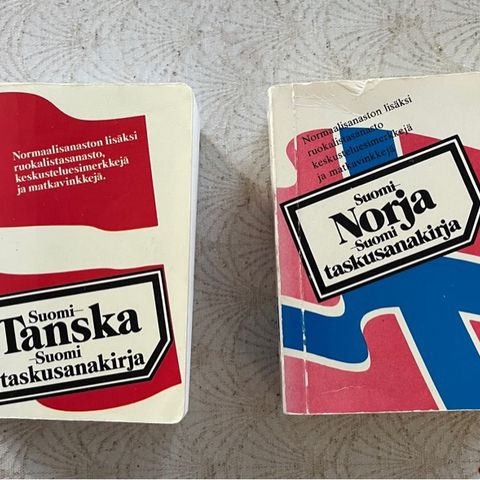 Normaalisanaston lisäksi
ruokalistasanasto,
keskusteluesimerkkejä
ja matkavinkkejä.
Suomi–
Tanska
–Suomi
taskusanakirja
Normaalisanaston lisäksi
ruokalistasanasto
keskusteluesimerkkejä
ja matkavinkkejä
Suomi–
Norja
–Suomi
taskusanakirja